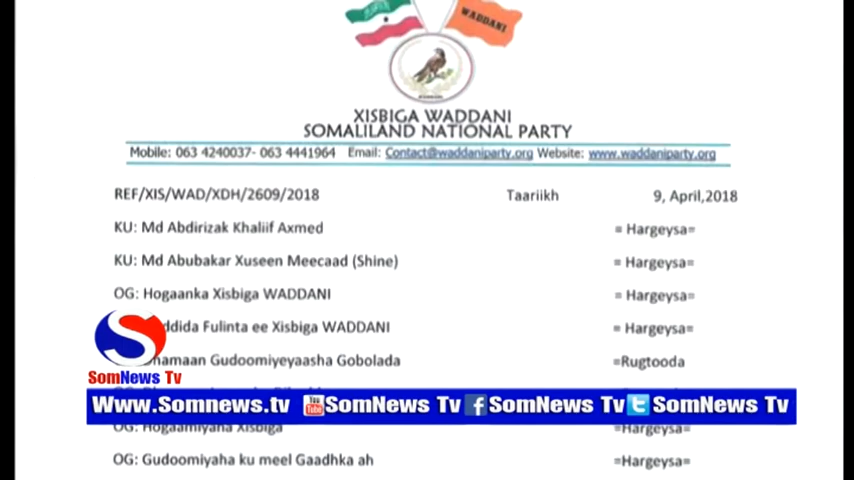 WADDANI
XISBIGA WADDANI
SOMALILAND NATIONAL PARTY
Mobile: 063 4240037- 063 4441964 Email: Contact@waddaniparty.org Website: www.waddaniparty.org
REF/XIS/WAD/XDH/2609/2018 Taariikh 9, April,2018
KU: Md Abdirizak Khaliif Axmed = Hargeysa=
KU: Md Abubakar Xuseen Meecaad (Shine) = Hargeysa=
OG: Hogaanka Xisbiga WADDANI = Hargeysa=
Fulinta ee Xisbiga WADDANI = Hargeysa=
Gudoomiyeyaasha Gobolada =Rugtooda
SomNews Tv
Www.Somnews.tv You Tube SomNews Tv f SomNews Tv t SomNews Tv
OG: Hogaamiyaha Xisbiga =Hargeysa=
OG: Gudoomiyaha ku meel Gaadhka ah =Hargeysa=